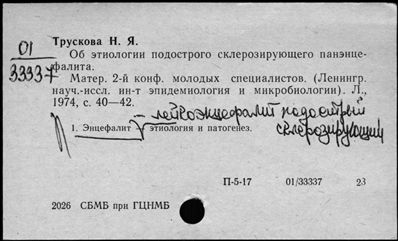 01
33337
Трускова Н. Я.
Об этиологии подострого склерозирующего панэнце-
фалита.
Матер. 2-й конф. молодых специалистов. (Ленингр.
науч.-иссл. ин-т эпидемиологии и микробиологии). Л.,
1974, с. 40—42.
– лейкоэнцефалит подострый
склерозирующий
1. Энцефалит — этиология и патогенез.
П-5-17 01/33337 23
2026 СБМБ при ГЦНМБ